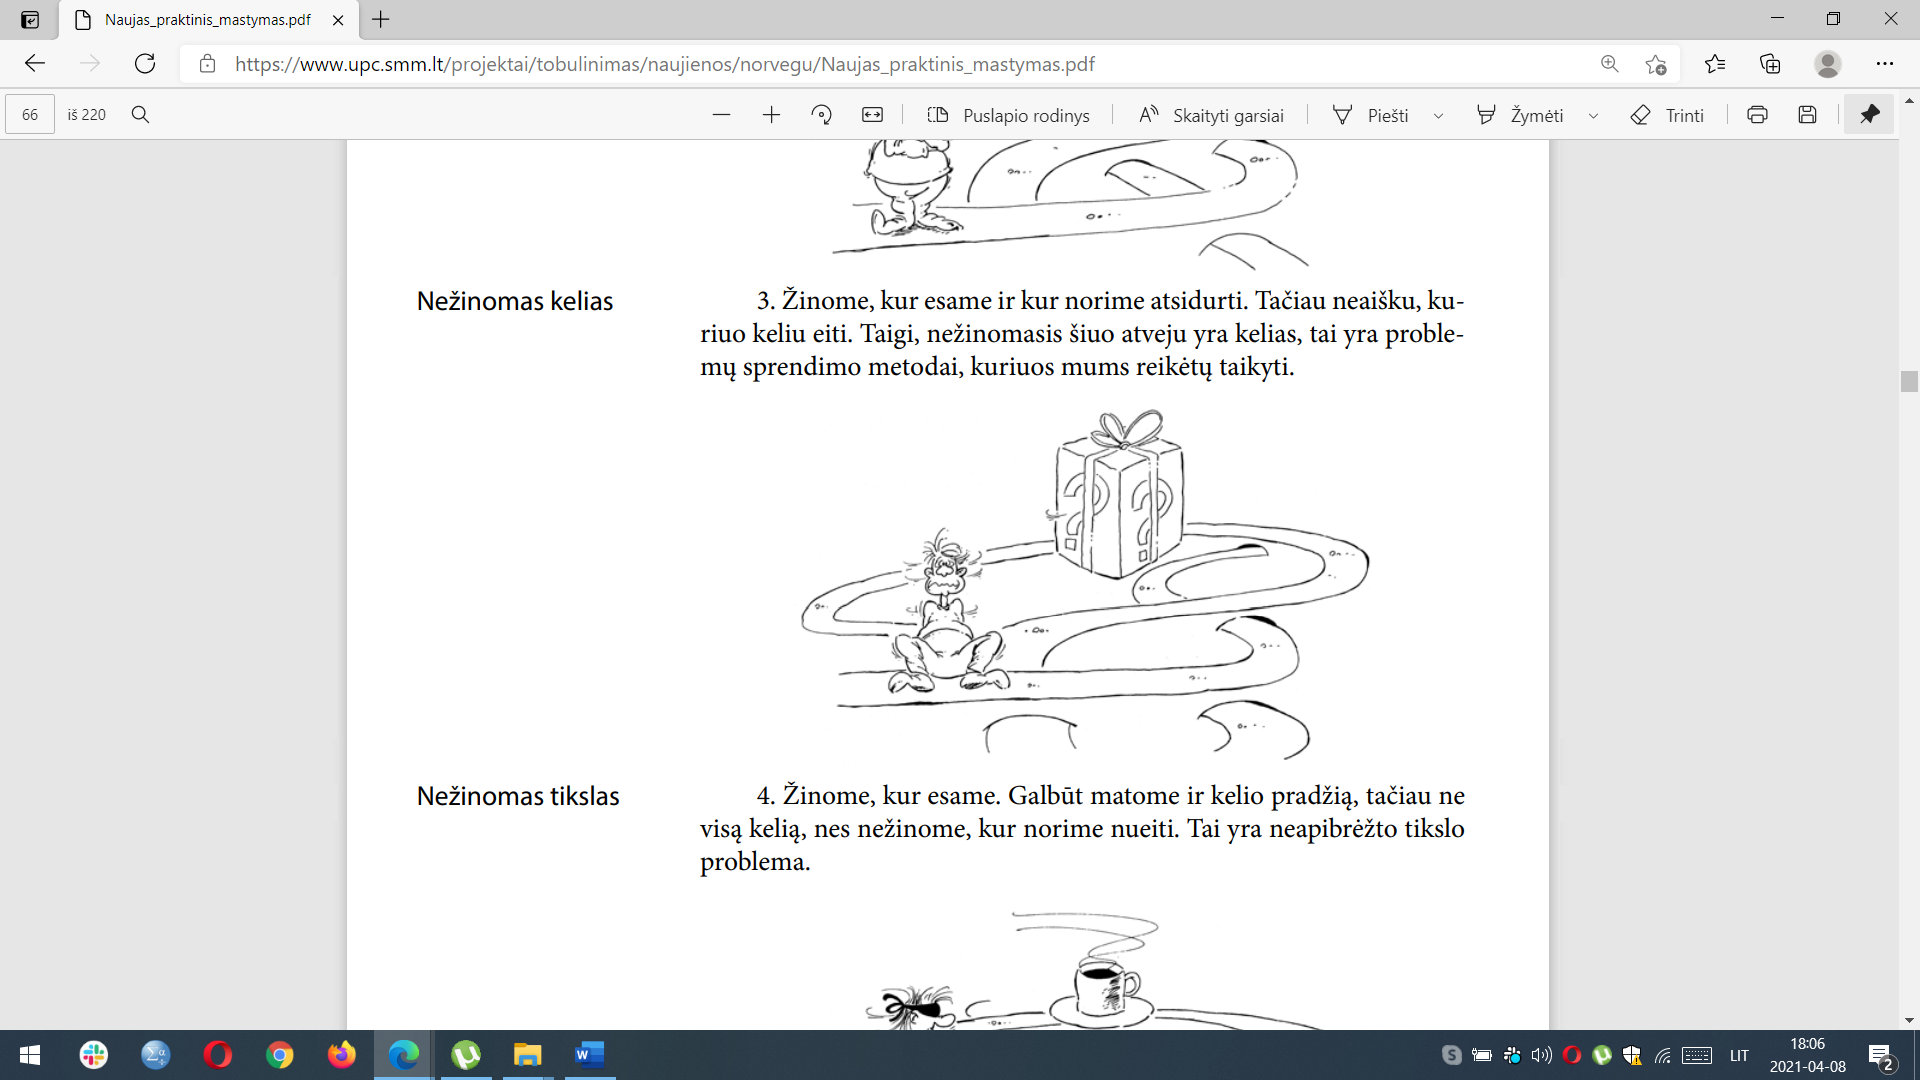 Naujas_praktinis_mastymas.pdf
https://www.upc.smm.lt/projektai/tobulinimas/naujienos/norvegu/Naujas_praktinis_mastymas.pdf
66 iš 220 Puslapio rodinys Skaityti garsiai Piešti Žymėti Trinti
Nežinomas kelias
3. Žinome, kur esame ir kur norime atsidurti. Tačiau neaišku, ku-
riuo keliu eiti. Taigi, nežinomasis šiuo atveju yra kelias, tai yra proble-
mų sprendimo metodai, kuriuos mums reikėtų taikyti.
? ?
? ?
Nežinomas tikslas
4. Žinome, kur esame. Galbūt matome ir kelio pradžią, tačiau ne
visą kelią, nes nežinome, kur norime nueiti. Tai yra neapibrėžto tikslo
problema.
LIT
18:06
2021-04-08
2